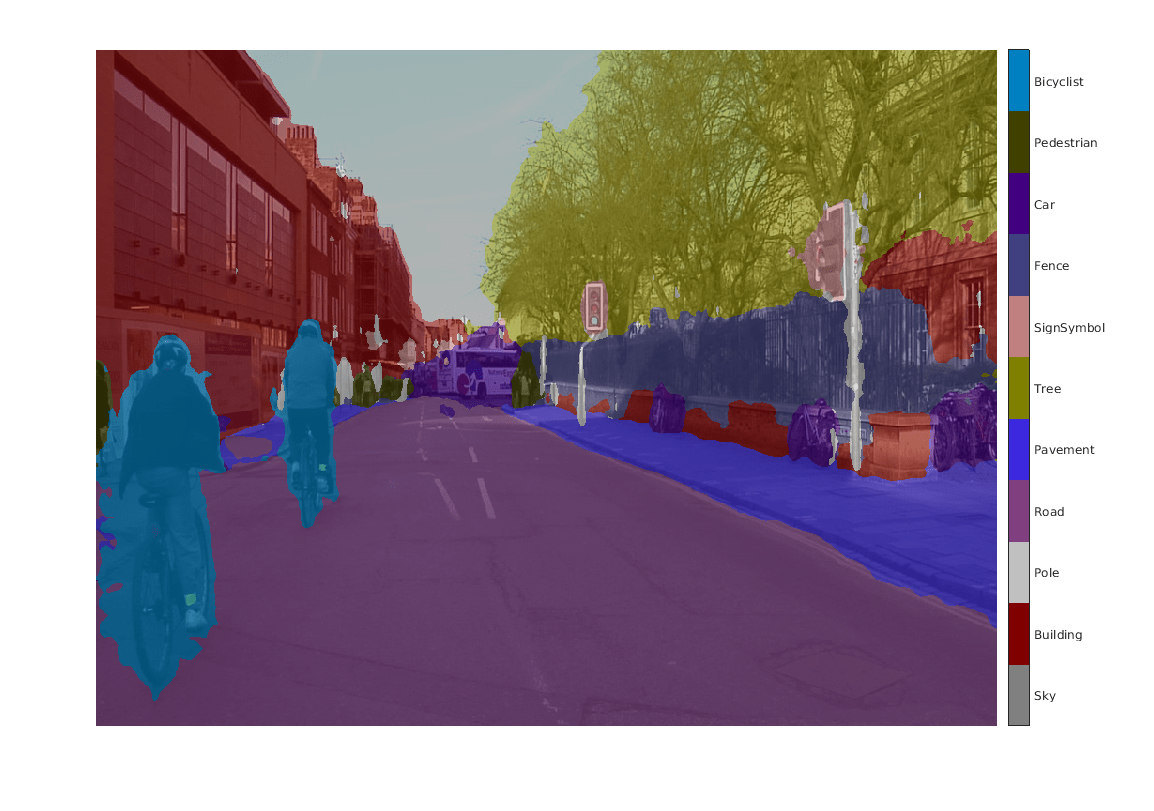 Bicyclist
Pedestrian
Car
Fence
SignSymbol
Tree
Pavement
Road
Pole
Building
Sky